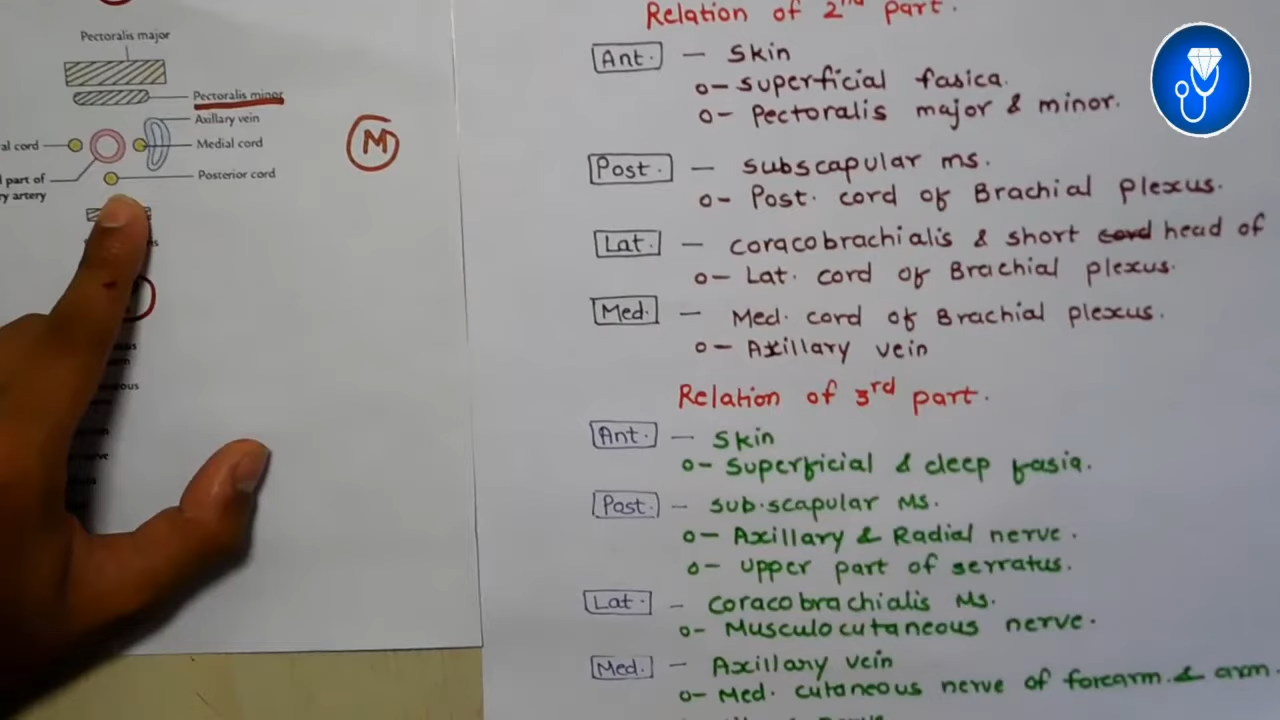 Pectoralis major
Pectoralis minor
Axillary vein
al cord
Medial cord
part of
Posterior cord
ry artery
M
ous
Relation of 2nd part.
Ant. - Skin
o- superficial fasica.
o- Pectoralis major & minor.
Post. - subscapular ms.
o- Post. cord of Brachial plexus.
Lat. - coracobrachialis & short cord head of
o- Lat. cord of Brachial plexus.
Med. - Med. cord of Brachial plexus.
o- Axillary vein
Relation of 3rd part.
Ant. - Skin
o- Superficial & deep fasia.
Post. - sub.scapular Ms.
o- Axillary & Radial nerve.
o- upper part of serratus.
Lat. - coracobrachialis Ms.
o- Musculocutaneous nerve.
Med. - Axillary vein
o- Med. cutaneous nerve of forearm & arm.